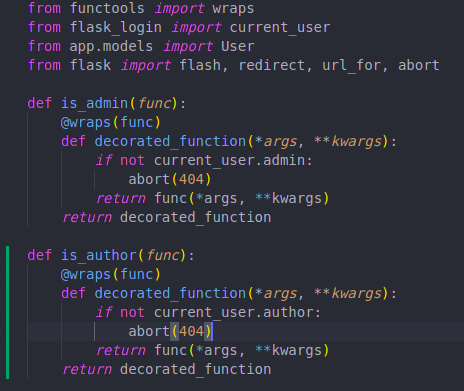 from functools import wraps
from flask_login import current_user
from app.models import User
from flask import flash, redirect, url_for, abort

def is_admin(func):
    @wraps(func)
    def decorated_function(*args, **kwargs):
        if not current_user.admin:
            abort(404)
        return func(*args, **kwargs)
    return decorated_function

def is_author(func):
    @wraps(func)
    def decorated_function(*args, **kwargs):
        if not current_user.author:
            abort(404)
        return func(*args, **kwargs)
    return decorated_function